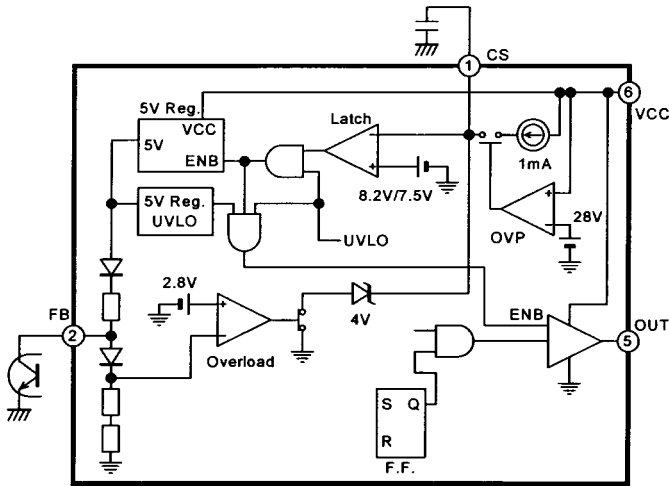 CS
1
5V Reg.
6
VCC
VCC
Latch
5V
ENB
1mA
8.2V/7.5V
5V Reg.
UVLO
28V
OVP
UVLO
2.8V
FB
4V
ENB
OUT
2
5
Overload
S Q
R
F.F.
+
−
+
−
+
−